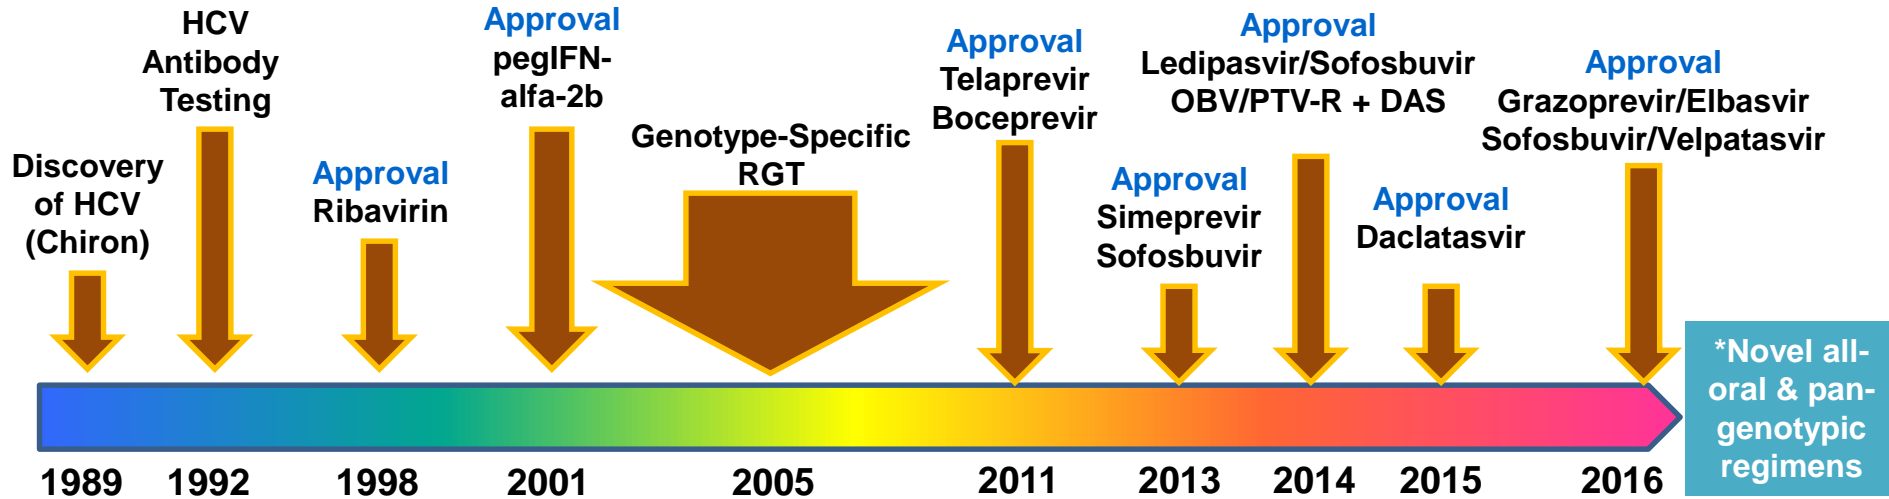 Discovery
of HCV
(Chiron)
HCV
Antibody
Testing
Approval
Ribavirin
Approval
pegIFN-
alfa-2b
Genotype-Specific
RGT
Approval
Telaprevir
Boceprevir
Approval
Simeprevir
Sofosbuvir
Approval
Ledipasvir/Sofosbuvir
OBV/PTV-R + DAS
Approval
Daclatasvir
Approval
Grazoprevir/Elbasvir
Sofosbuvir/Velpatasvir
*Novel all-
oral & pan-
genotypic
regimens
1989 1992 1998 2001 2005 2011 2013 2014 2015 2016